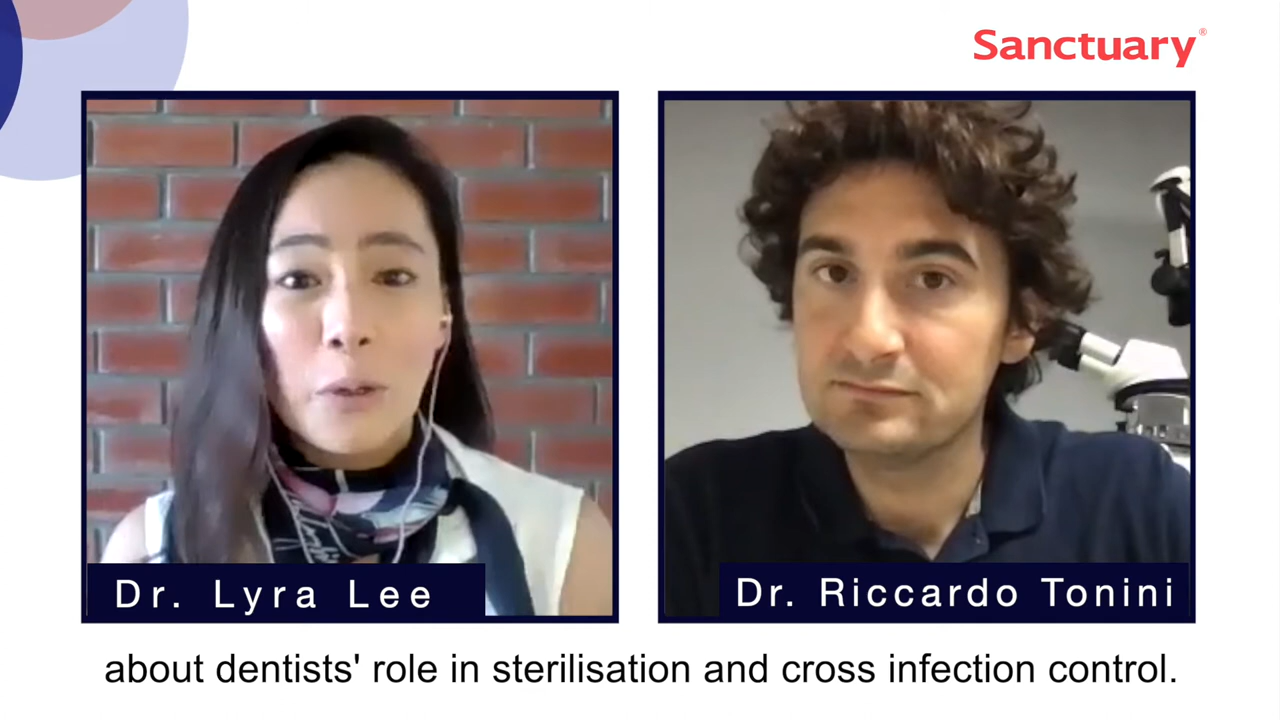 Sanctuary®
Dr. Lyra Lee
Dr. Riccardo Tonini
about dentists' role in sterilisation and cross infection control.